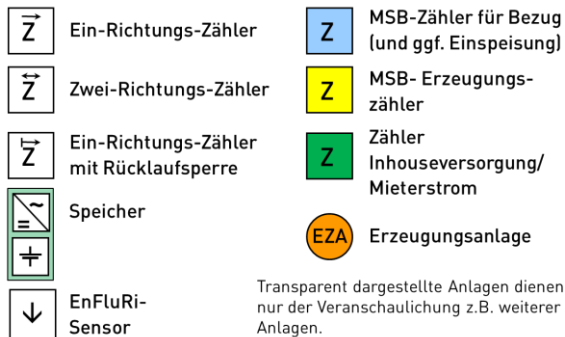 Z
Ein-Richtungs-Zähler
Z
Zwei-Richtungs-Zähler
Z
Ein-Richtungs-Zähler
mit Rücklaufsperre
Speicher
EnFluRi-
Sensor
Z
MSB-Zähler für Bezug
(und ggf. Einspeisung)
Z
MSB- Erzeugungs-
zähler
Z
Zähler
Inhouseversorgung/
Mieterstrom
EZA
Erzeugungsanlage
Transparent dargestellte Anlagen dienen
nur der Veranschaulichung z.B. weiterer
Anlagen.